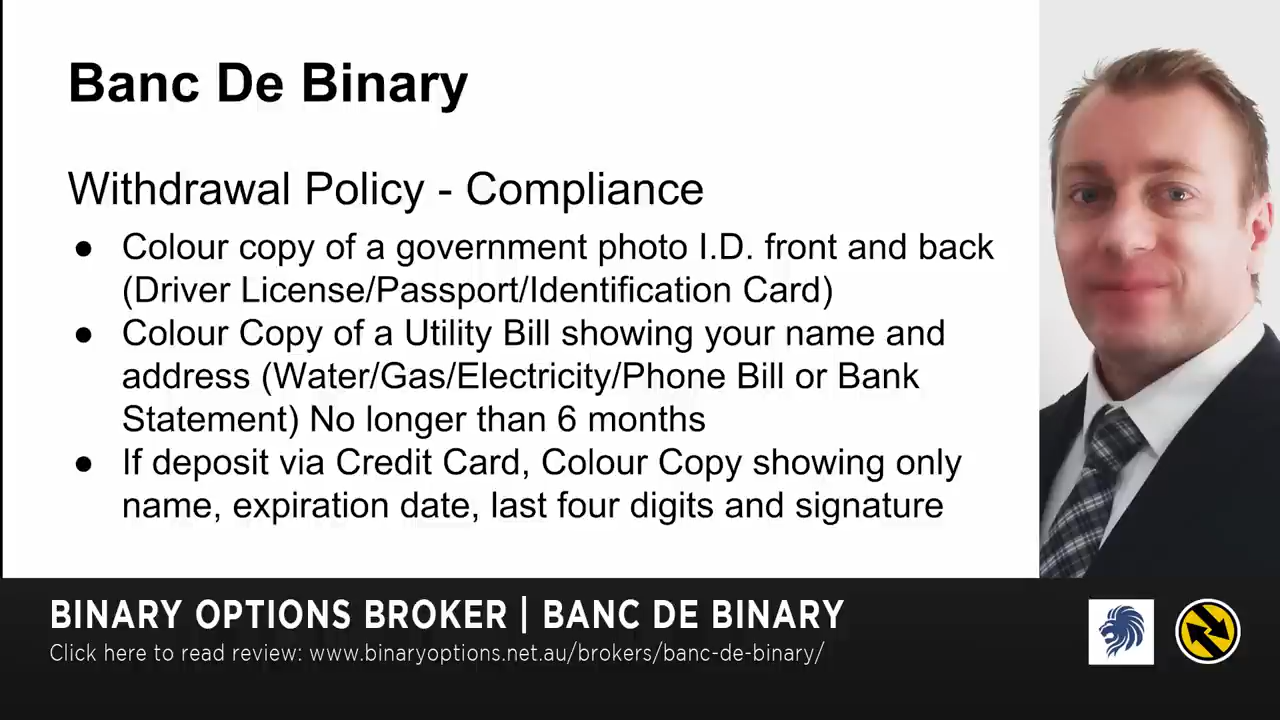 Banc De Binary
Withdrawal Policy - Compliance
● Colour copy of a government photo I.D. front and back
(Driver License/Passport/Identification Card)
● Colour Copy of a Utility Bill showing your name and
address (Water/Gas/Electricity/Phone Bill or Bank
Statement) No longer than 6 months
● If deposit via Credit Card, Colour Copy showing only
name, expiration date, last four digits and signature
BINARY OPTIONS BROKER | BANC DE BINARY
Click here to read review: www.binaryoptions.net.au/brokers/banc-de-binary/